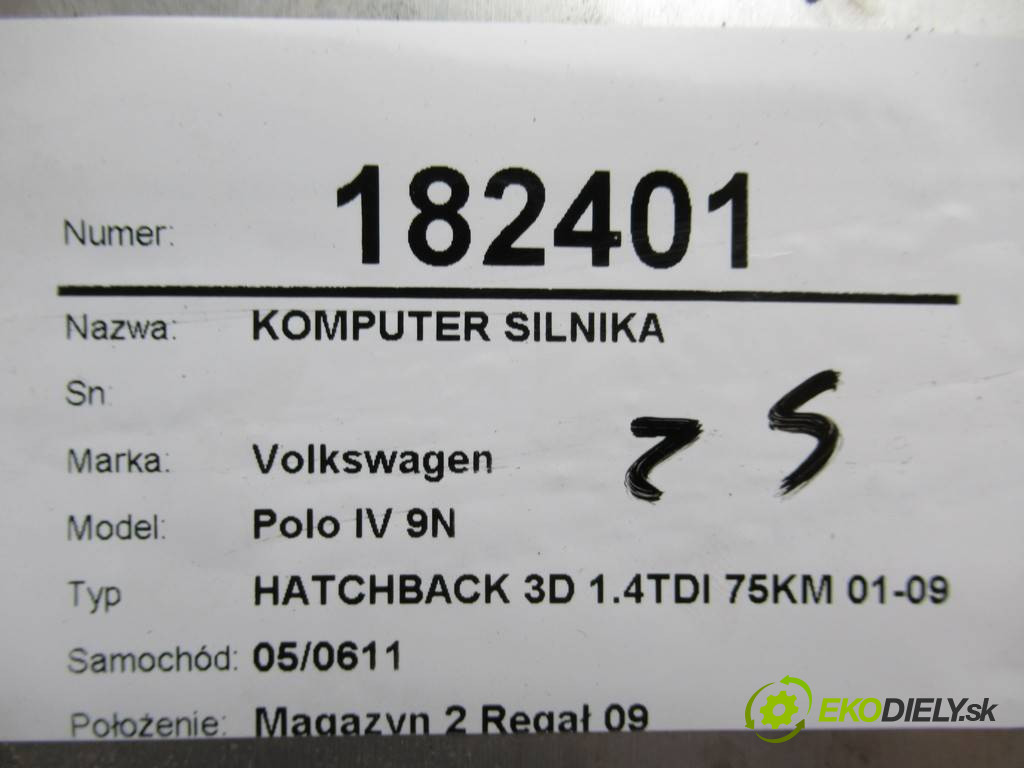 Numer: 182401
Nazwa: KOMPUTER SILNIKA
Sn:
Marka: Volkswagen
Model: Polo IV 9N
Typ HATCHBACK 3D 1.4TDI 75KM 01-09
Samochód: 05/0611
Położenie: Magazyn 2 Regał 09
EKODIELY.sk